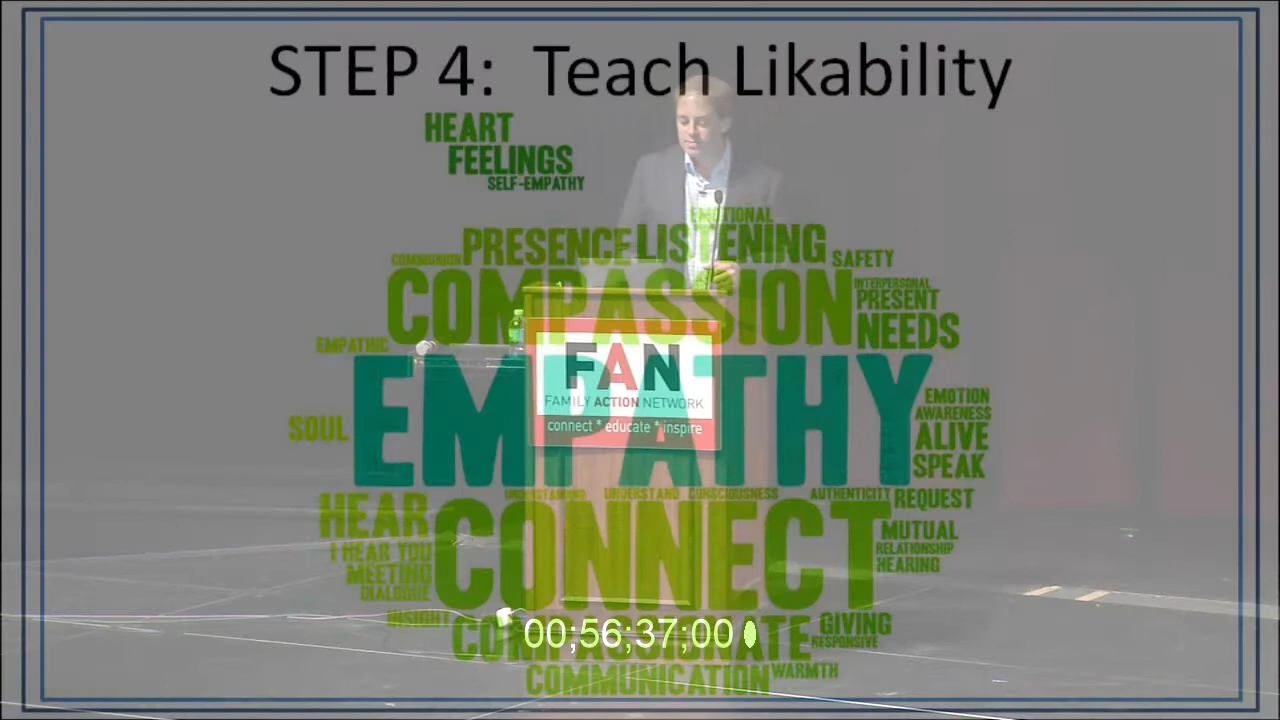 STEP 4: Teach Likability
HEART
FEELINGS
SELF-EMPATHY
EMOTIONAL
PRESENCE LISTENING
COMMUNION
SAFETY
COMPASSION
INTERPERSONAL
PRESENT
NEEDS
EMPATHIC
EMPATHY
FAN
FAMILY ACTION NETWORK
connect * educate * inspire
SOUL
EMOTION
AWARENESS
ALIVE
SPEAK
UNDERSTANDING UNDERSTAND CONSCIOUSNESS AUTHENTICITY REQUEST
HEAR
CONNECT
I HEAR YOU
MEETING
DIALOGUE
MUTUAL
RELATIONSHIP
HEARING
INSIGHT
COMPASSIONATE
GIVING
RESPONSIVE
00;56;37;00
COMMUNICATION
WARMTH